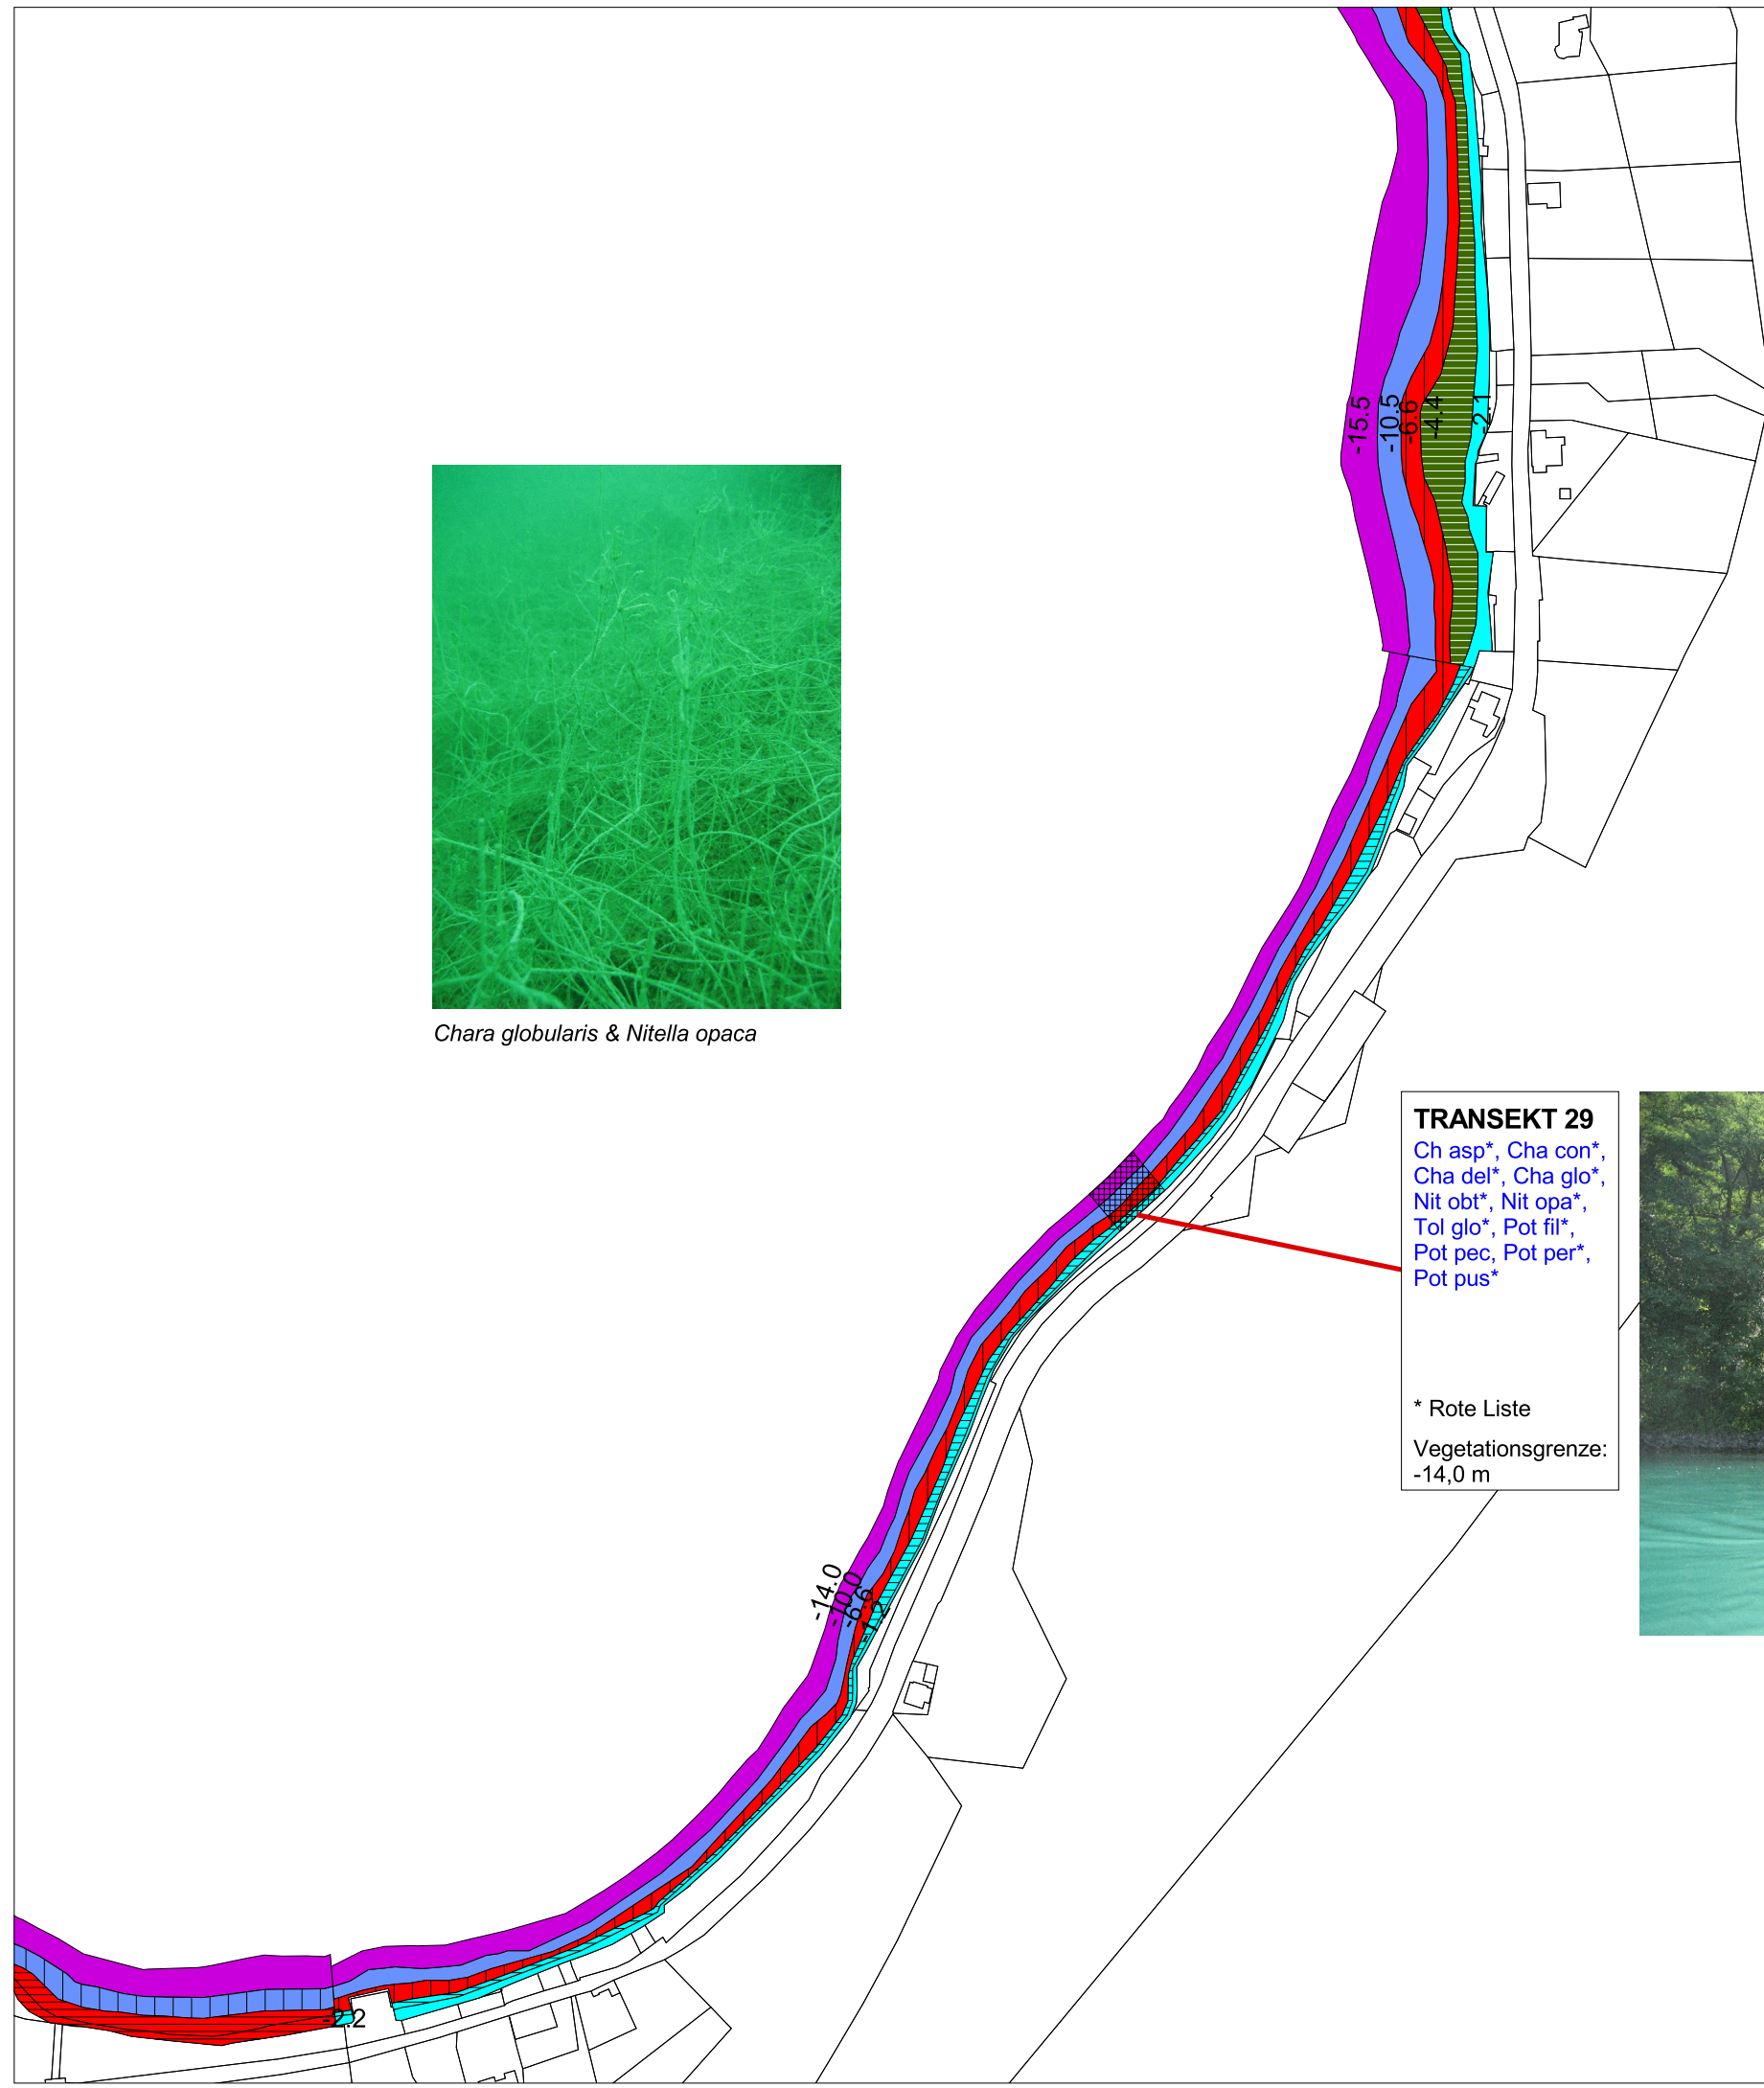 -15.5
-10.5
-6.6
-4.4
-2.1
Chara globularis & Nitella opaca
TRANSEKT 29
Ch asp*, Cha con*,
Cha del*, Cha glo*,
Nit obt*, Nit opa*,
Tol glo*, Pot fil*,
Pot pec, Pot per*,
Pot pus*
* Rote Liste
Vegetationsgrenze:
-14,0 m
-14.0
-10.0
-6.6
-2.2